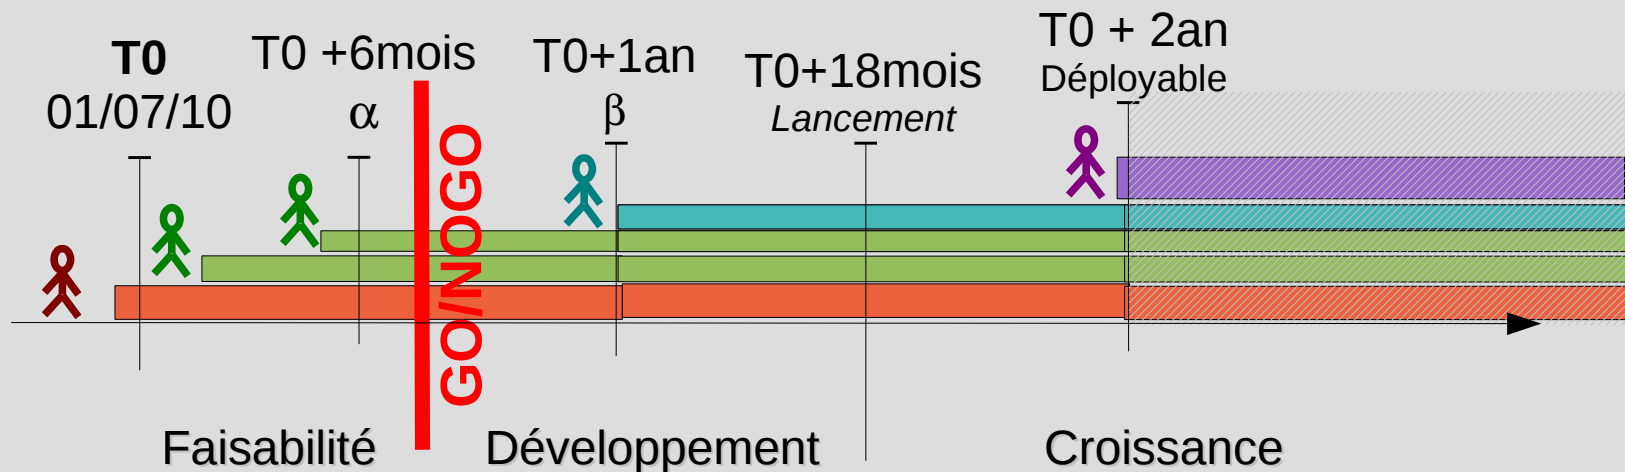 T0
01/07/10
T0 +6mois
α
GO/NOGO
T0+1an
β
T0+18mois
Lancement
T0 + 2an
Déployable
Faisabilité
Développement
Croissance